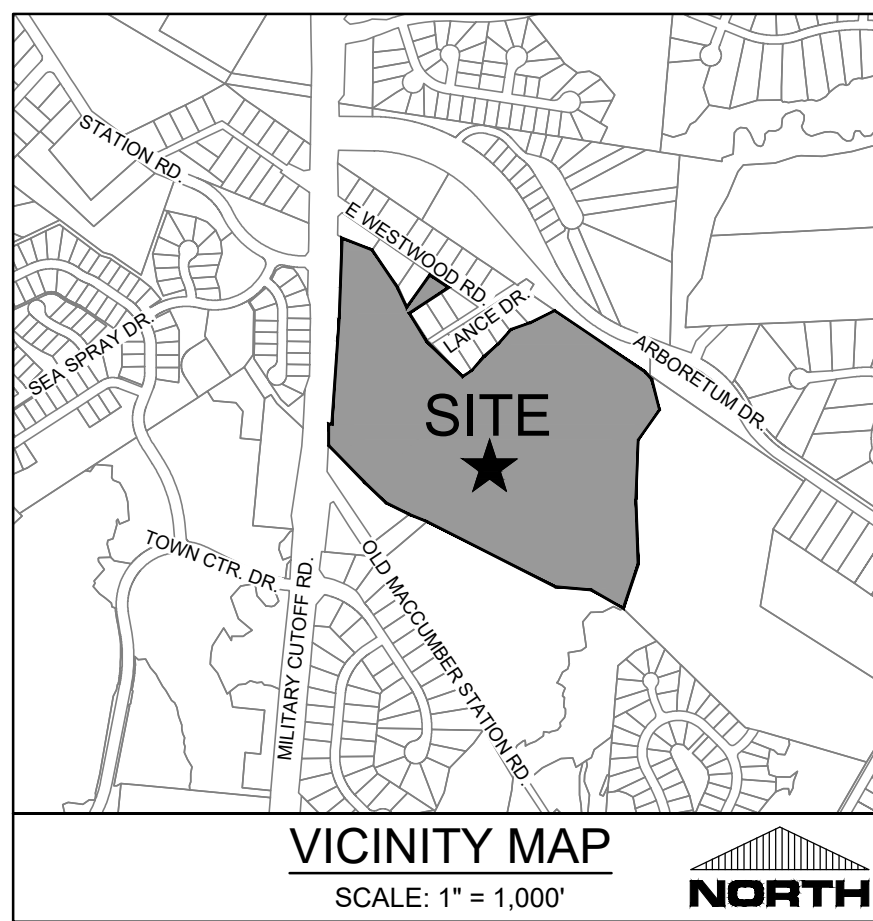 STATION RD.
E WESTWOOD RD.
LANCE DR.
SEA SPRAY DR.
ARBORETUM DR.
SITE
TOWN CTR. DR.
OLD MACCUMBER STATION RD.
MILITARY CUTOFF RD.
VICINITY MAP
SCALE: 1" = 1,000'
NORTH